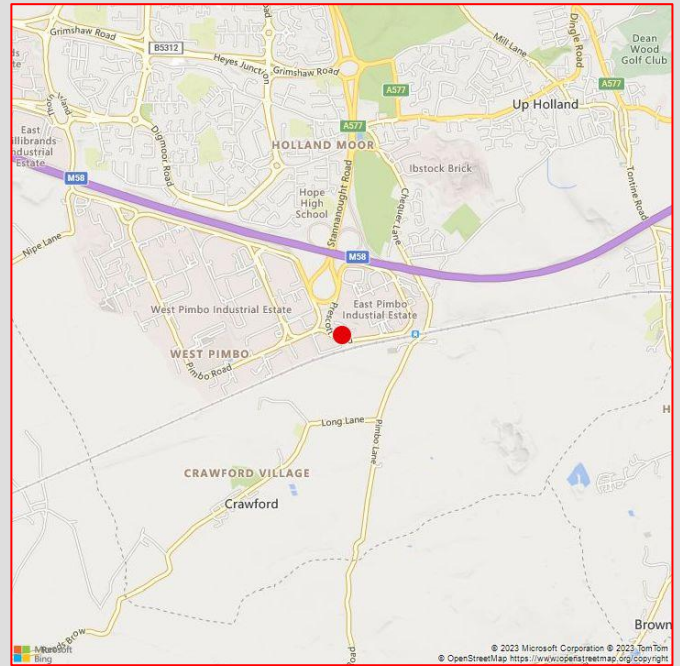 Grimshaw Road
B5312
Heyes Junction
Grimshaw Road
Mill Lane
Dingle Road
Dean
Wood
Golf Club
A577
A577
Up Holland
A577
East
Industrial
Estate
Digmoor Road
HOLLAND MOOR
Ibstock Brick
M58
Hope
High
School
Stannanought Road
Chequer Lane
Tontine Road
Nipe Lane
M58
West Pimbo Industrial Estate
East Pimbo
Industial Estate
Prescott
WEST PIMBO
Pimbo Road
Long Lane
Pimbo Lane
CRAWFORD VILLAGE
Crawford
Brown
Brow
Microsoft
Bing
© 2023 Microsoft Corporation © 2023 TomTom
© OpenStreetMap https://www.openstreetmap.org/copyright